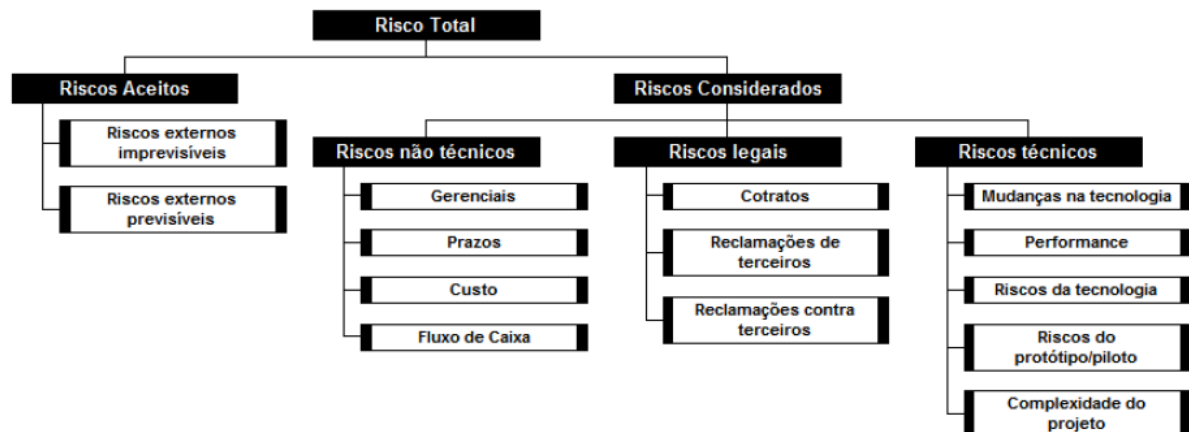 Risco Total
Riscos Aceitos
Riscos Considerados
Riscos externos
imprevisíveis
Riscos externos
previsíveis
Riscos não técnicos
Gerenciais
Prazos
Custo
Fluxo de Caixa
Riscos legais
Cotratos
Reclamações de
terceiros
Reclamações contra
terceiros
Riscos técnicos
Mudanças na tecnologia
Performance
Riscos da tecnologia
Riscos do
protótipo/piloto
Complexidade do
projeto